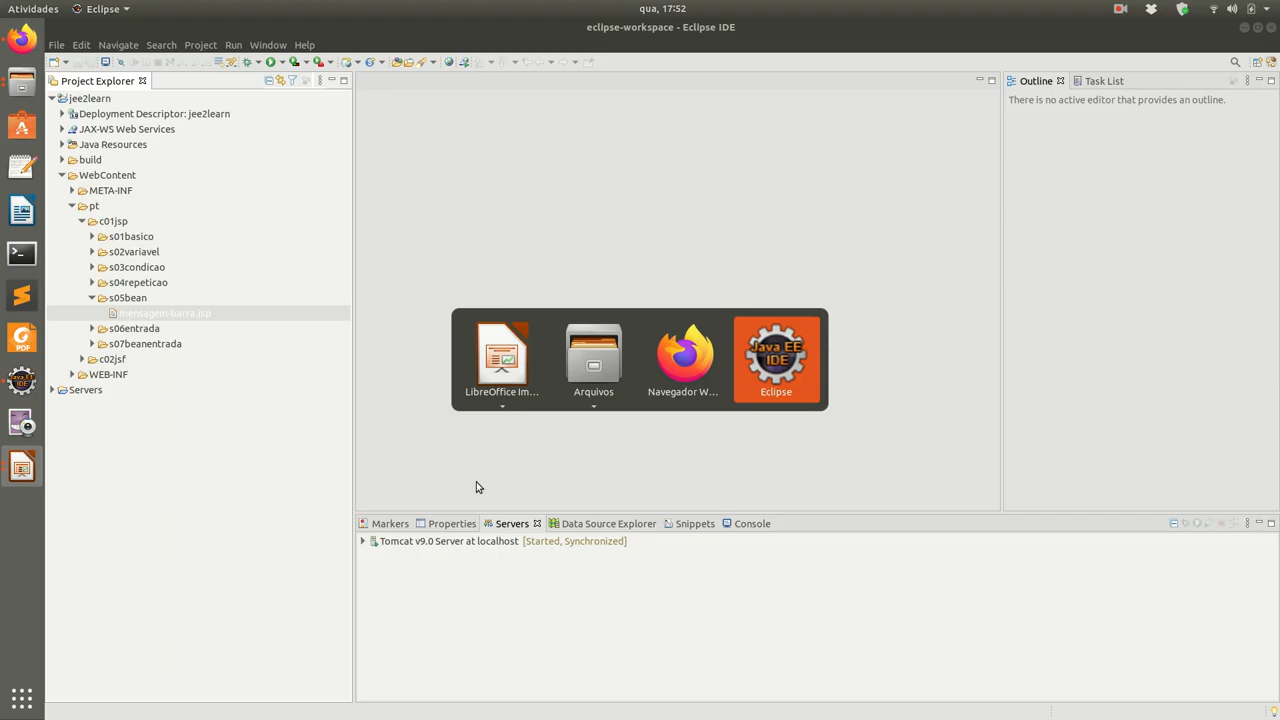 Atividades
Eclipse
qua, 17:52
eclipse-workspace - Eclipse IDE
File Edit Navigate Search Project Run Window Help
Project Explorer
Outline Task List
jee2learn
There is no active editor that provides an outline.
Deployment Descriptor: jee2learn
JAX-WS Web Services
Java Resources
build
WebContent
META-INF
pt
c01jsp
s01basico
s02variavel
s03condicao
s04repeticao
s05bean
mensagem-barra.jsp
s06entrada
s07beanentrada
c02jsf
WEB-INF
Servers
Java EE
IDE
LibreOffice Im... Arquivos Navegador W... Eclipse
PDF
Markers Properties Servers Data Source Explorer Snippets Console
Tomcat v9.0 Server at localhost [Started, Synchronized]